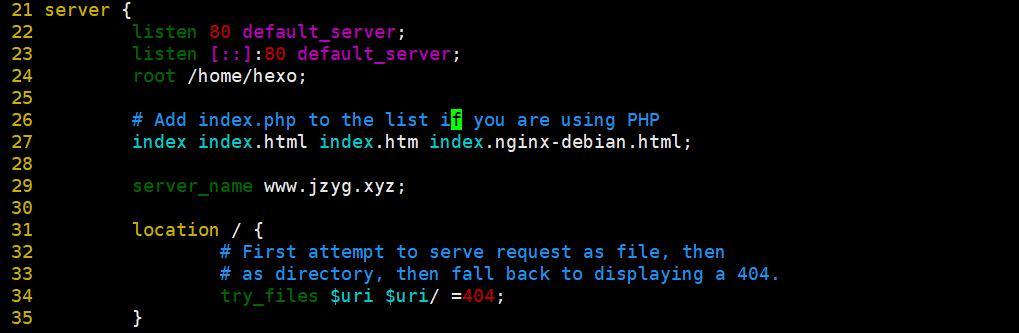 21 server {
22         listen 80 default_server;
23         listen [::]:80 default_server;
24         root /home/hexo;
25
26         # Add index.php to the list if you are using PHP
27         index index.html index.htm index.nginx-debian.html;
28
29         server_name www.jzyg.xyz;
30
31         location / {
32                 # First attempt to serve request as file, then
33                 # as directory, then fall back to displaying a 404.
34                 try_files $uri $uri/ =404;
35         }